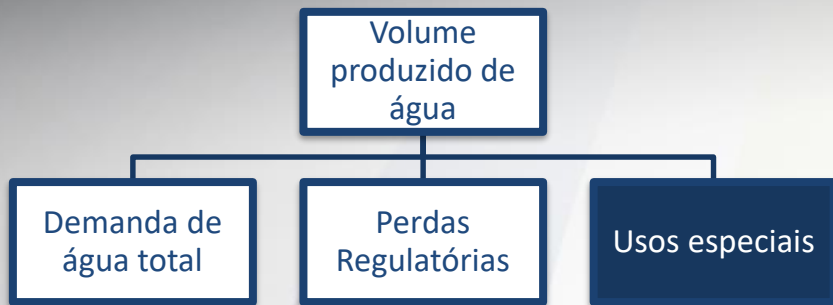 Volume
produzido de
água
Demanda de
água total
Perdas
Regulatórias
Usos especiais